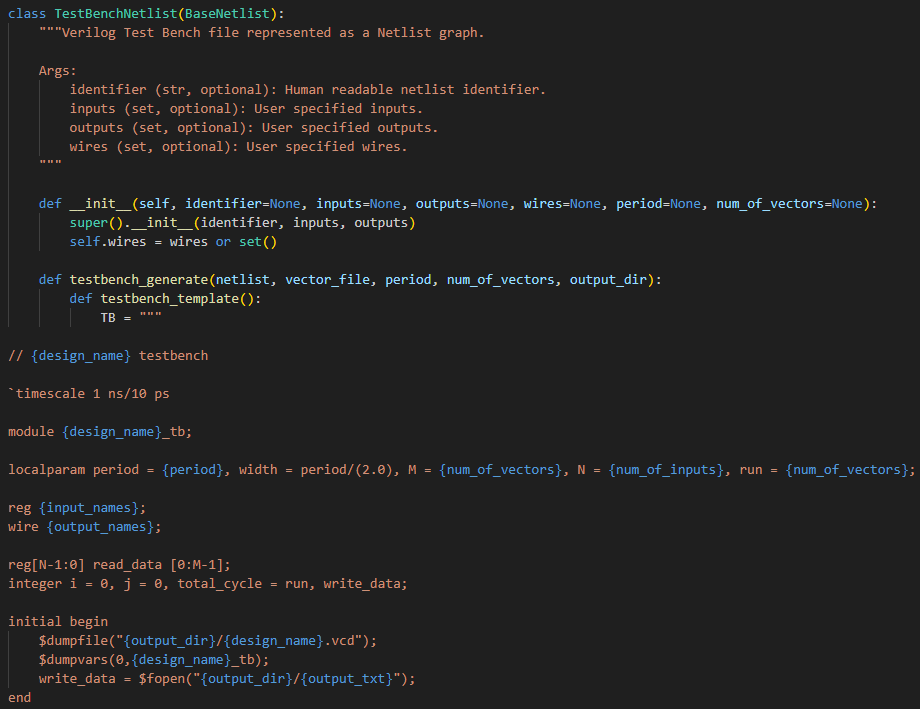 class TestBenchNetlist(BaseNetlist):
    """Verilog Test Bench file represented as a Netlist graph.

    Args:
        identifier (str, optional): Human readable netlist identifier.
        inputs (set, optional): User specified inputs.
        outputs (set, optional): User specified outputs.
        wires (set, optional): User specified wires.
    """

    def __init__(self, identifier=None, inputs=None, outputs=None, wires=None, period=None, num_of_vectors=None):
        super().__init__(identifier, inputs, outputs)
        self.wires = wires or set()

    def testbench_generate(netlist, vector_file, period, num_of_vectors, output_dir):
        def testbench_template():
            TB = """

// {design_name} testbench

`timescale 1 ns/10 ps

module {design_name}_tb;

localparam period = {period}, width = period/(2.0), M = {num_of_vectors}, N = {num_of_inputs}, run = {num_of_vectors};

reg {input_names};
wire {output_names};

reg[N-1:0] read_data [0:M-1];
integer i = 0, j = 0, total_cycle = run, write_data;

initial begin
    $dumpfile("{output_dir}/{design_name}.vcd");
    $dumpvars(0,{design_name}_tb);
    write_data = $fopen("{output_dir}/{output_txt}");
end